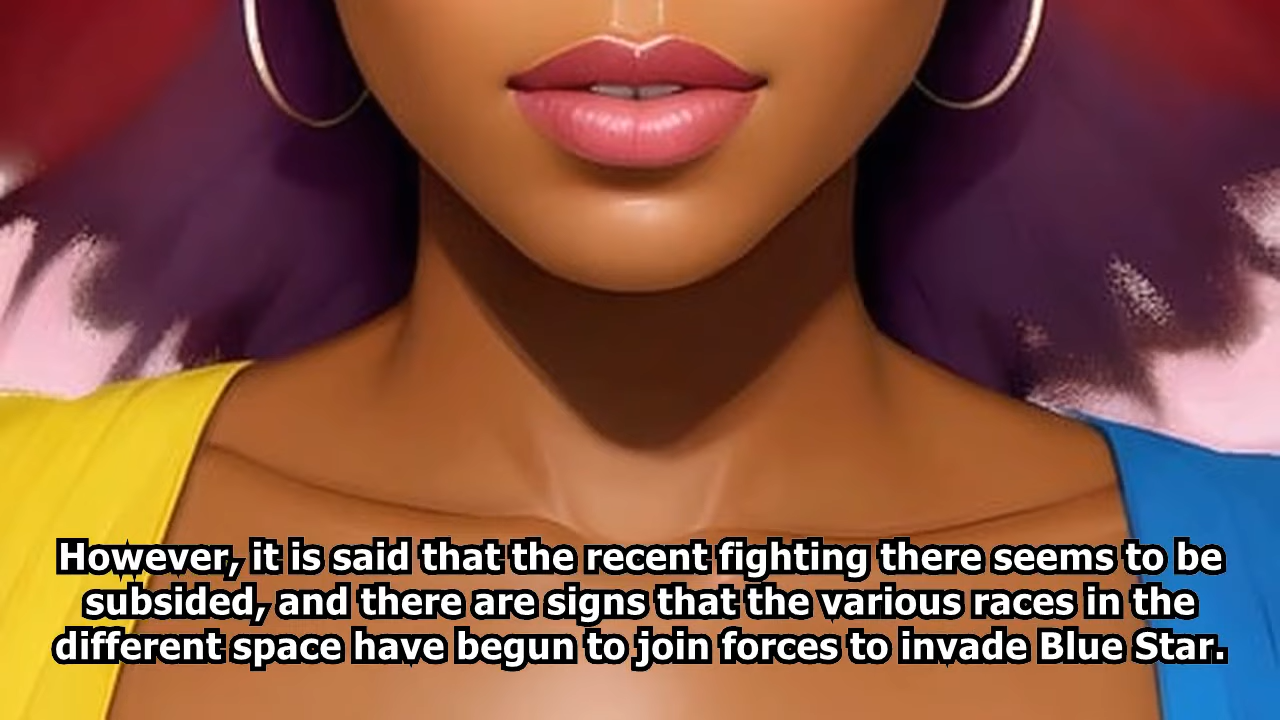 However, it is said that the recent fighting there seems to be
subsided, and there are signs that the various races in the
different space have begun to join forces to invade Blue Star.